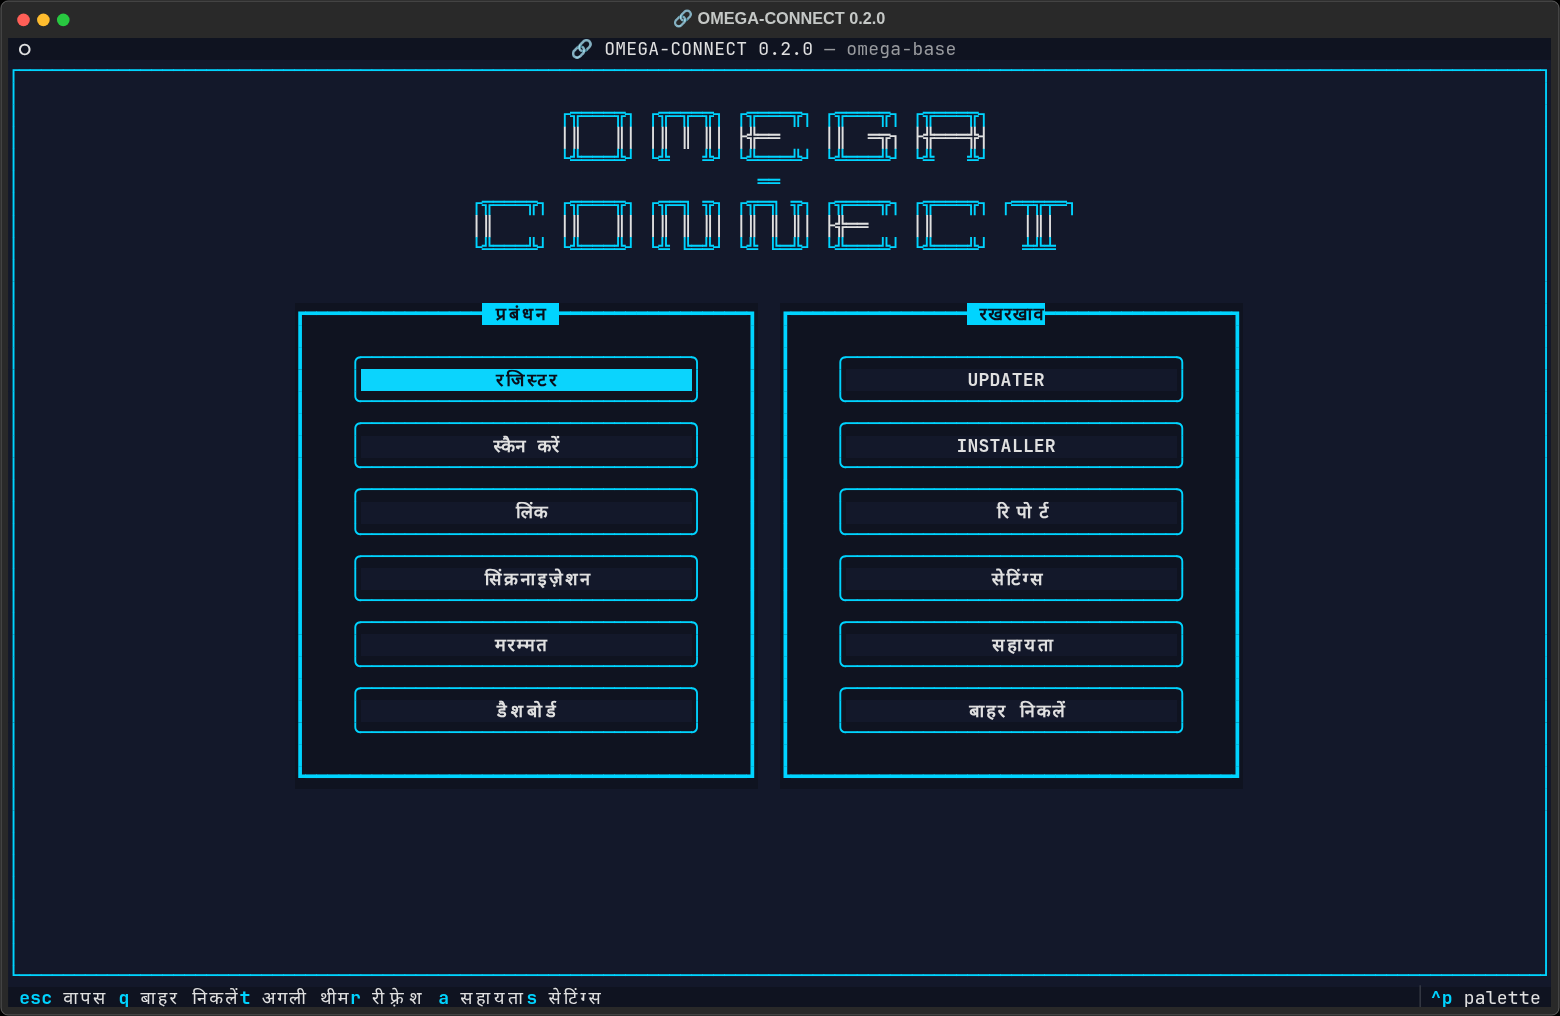 🔗 OMEGA-CONNECT 0.2.0
🔗 OMEGA-CONNECT 0.2.0 — omega-base
OMEGA
-
CONNECT
प्रबंधन
रजिस्टर
स्कैन करें
लिंक
सिंक्रनाइज़ेशन
मरम्मत
डैशबोर्ड
रखरखाव
UPDATER
INSTALLER
रिपोर्ट
सेटिंग्स
सहायता
बाहर निकलें
esc वापस q बाहर निकलें t अगली थीम r रीफ़्रेश a सहायता s सेटिंग्स ^p palette